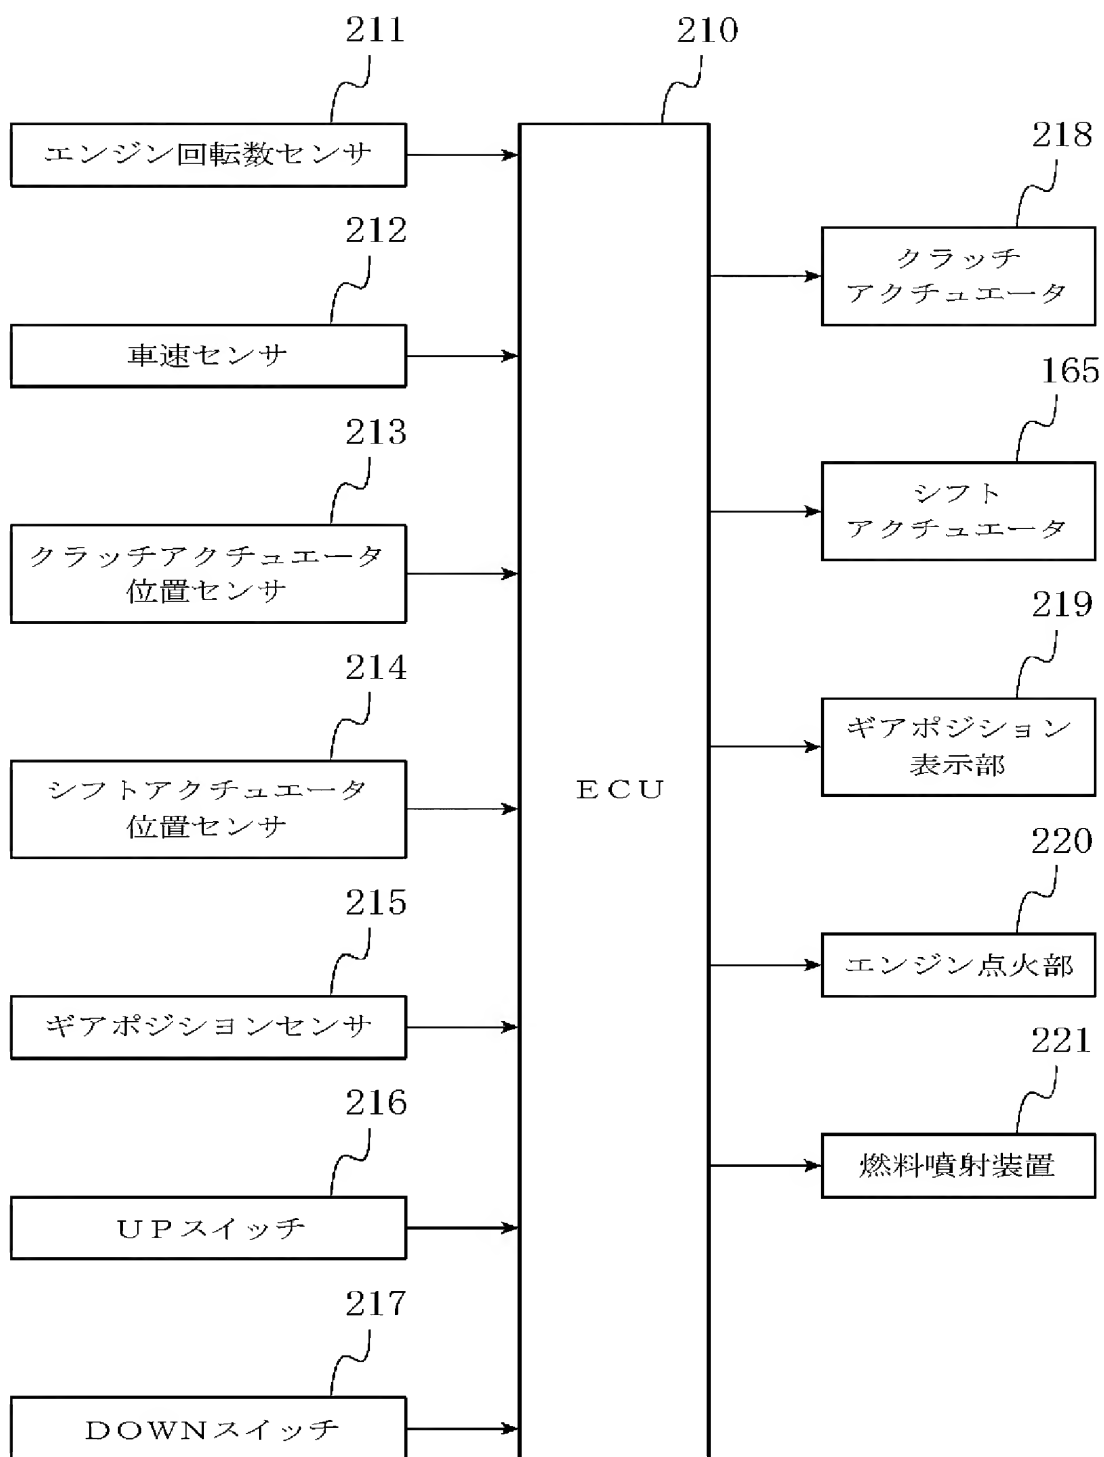 211
エンジン回転数センサ
212
車速センサ
213
クラッチアクチュエータ
位置センサ
214
シフトアクチュエータ
位置センサ
215
ギアポジションセンサ
216
ＵＰスイッチ
217
ＤＯＷＮスイッチ
210
ＥＣＵ
218
クラッチ
アクチュエータ
165
シフト
アクチュエータ
219
ギアポジション
表示部
220
エンジン点火部
221
燃料噴射装置